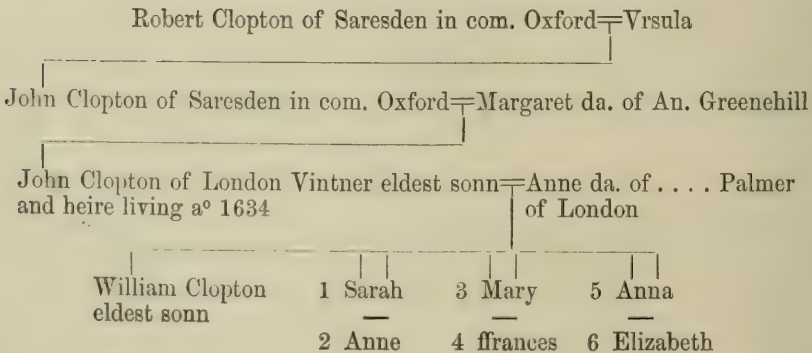 Robert Clopton of Saresden in com. Oxford=Vrsula
John Clopton of Saresden in com. Oxford=Margaret da. of An. Greenehill
John Clopton of London Vintner eldest sonn=Anne da. of . . . . Palmer
and heire living aº 1634 of London
William Clopton 1 Sarah 3 Mary 5 Anna
eldest sonn
2 Anne 4 ffrances 6 Elizabeth